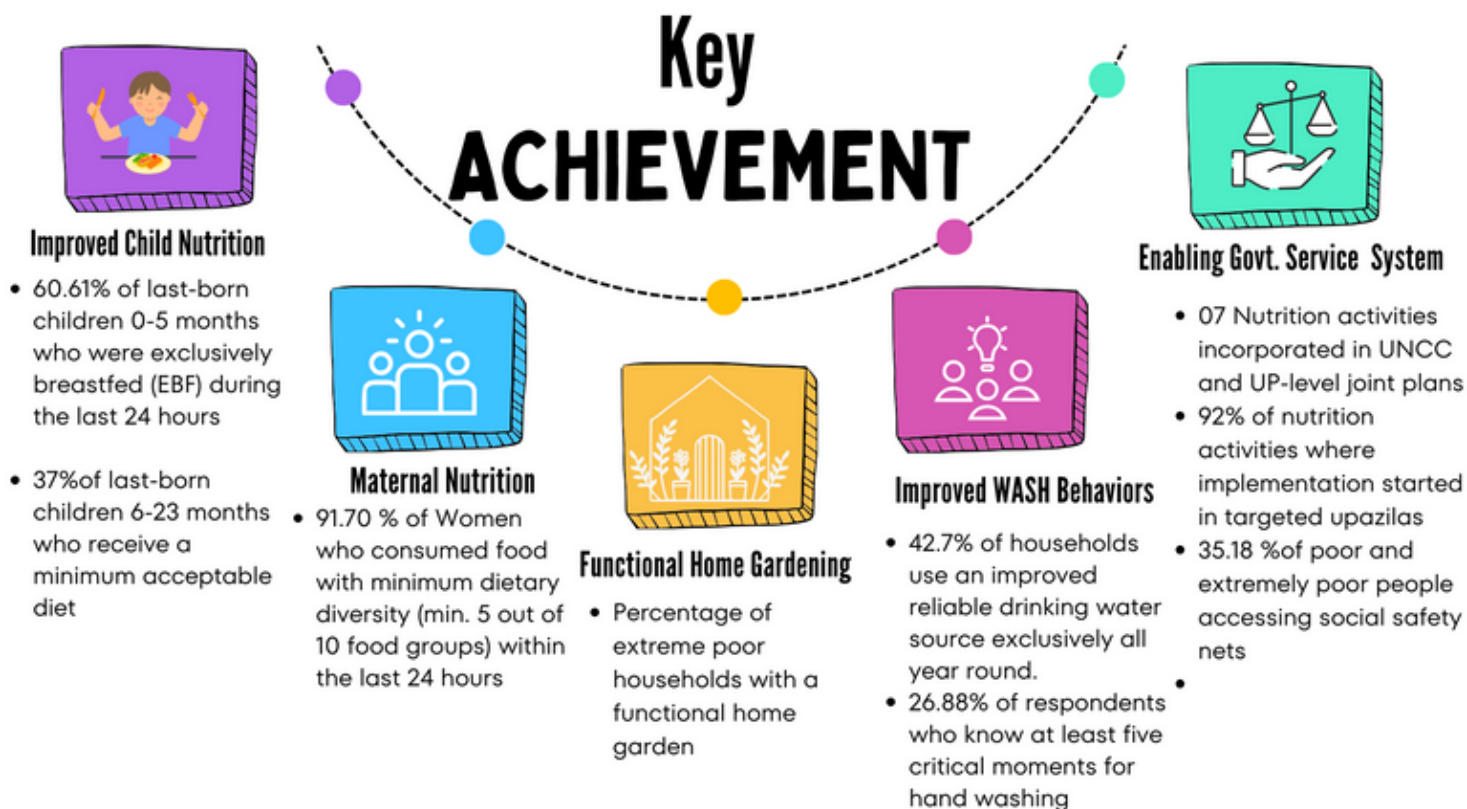 Key
ACHIEVEMENT
Improved Child Nutrition
• 60.61% of last-born
children 0-5 months
who were exclusively
breastfed (EBF) during
the last 24 hours
• 37%of last-born
children 6-23 months
who receive a
minimum acceptable
diet
Maternal Nutrition
• 91.70 % of Women
who consumed food
with minimum dietary
diversity (min. 5 out of
10 food groups) within
the last 24 hours
Functional Home Gardening
• Percentage of
extreme poor
households with a
functional home
garden
Improved WASH Behaviors
• 42.7% of households
use an improved
reliable drinking water
source exclusively all
year round.
• 26.88% of respondents
who know at least five
critical moments for
hand washing
Enabling Govt. Service System
• 07 Nutrition activities
incorporated in UNCC
and UP-level joint plans
• 92% of nutrition
activities where
implementation started
in targeted upazilas
• 35.18 %of poor and
extremely poor people
accessing social safety
nets
•